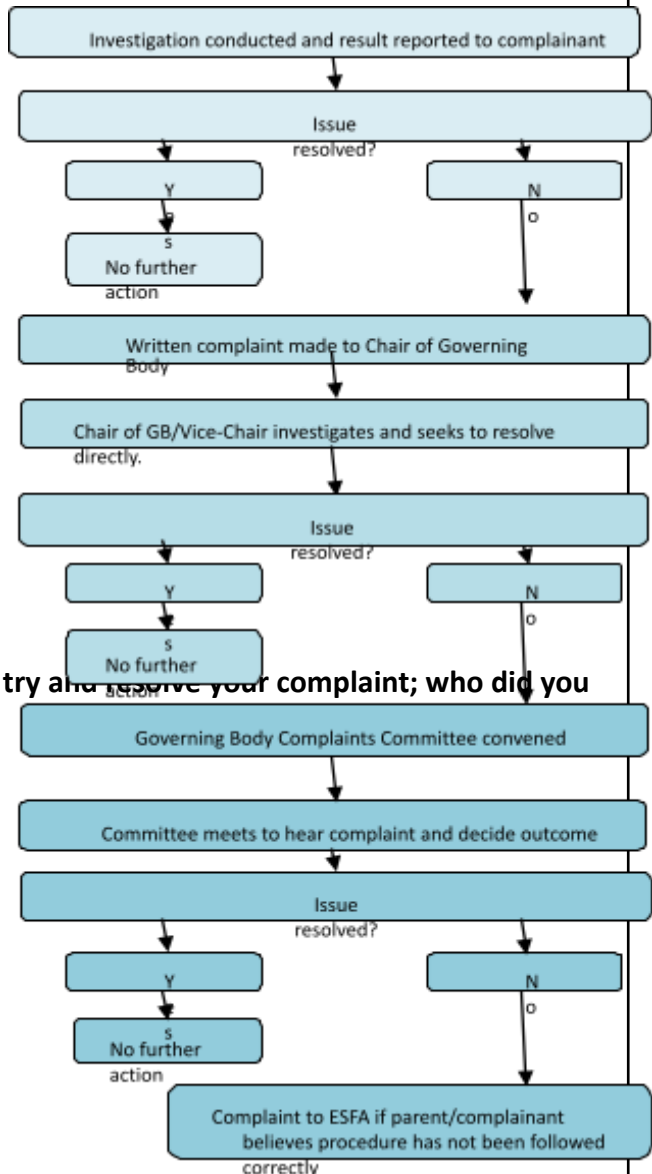 Investigation conducted and result reported to complainant
Issue
resolved?
Y
s
N
o
No further
action
Written complaint made to Chair of Governing
Body
Chair of GB/Vice-Chair investigates and seeks to resolve
directly.
Issue
resolved?
Y
s
N
o
No further
action
try and resolve your complaint; who did you
Governing Body Complaints Committee convened
Committee meets to hear complaint and decide outcome
Issue
resolved?
Y
s
N
o
No further
action
Complaint to ESFA if parent/complainant
believes procedure has not been followed
correctly